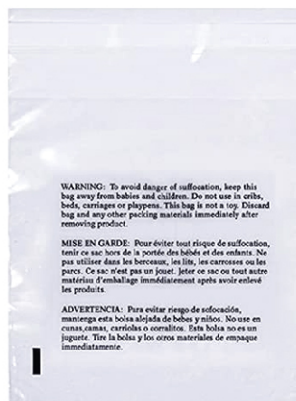 WARNING: To avoid danger of suffocation, keep this
bag away from babies and children. Do not use in cribs,
beds, carriages or playpens. This bag is not a toy. Discard
bag and any other packing materials immediately after
removing product.
MISE EN GARDE: Pour éviter tout risque de suffocation,
tenir ce sac hors de la portée des bébés et des enfants. Ne
pas utiliser dans les berceaux, les lits, les carrosses ou les
parcs. Ce sac n'est pas un jouet. Jeter ce sac ou tout autre
matériau d'emballage immédiatement après avoir enlevé
les produits.
ADVERTENCIA: Para evitar riesgo de sofocación,
mantenga esta bolsa alejada de bebes y niños. No use en
cunas,camas, carriolas o corralitos. Esta bolsa no es un
juguete. Tire la bolsa y los otros materiales de empaque
immediatamente.